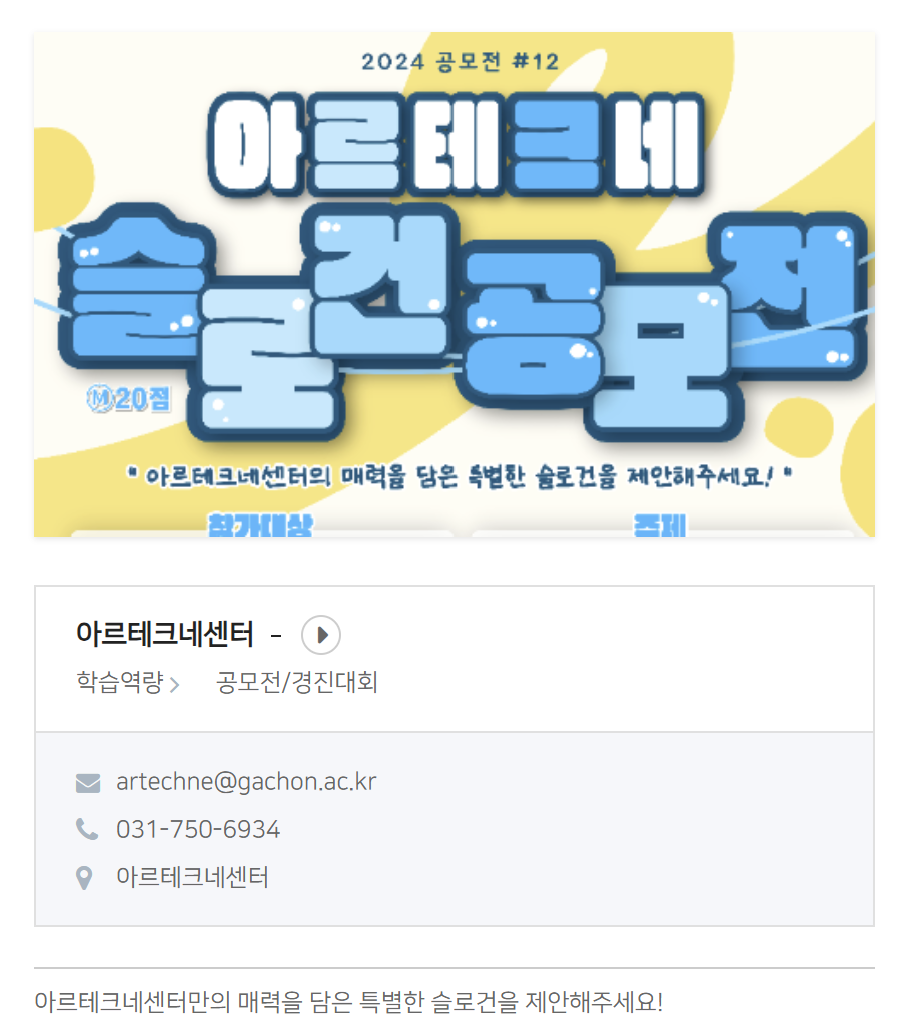 2024 공모전 #12
아르테크네
슬로건공모전
Ⓜ20점
" 아르테크네센터의 매력을 담은 특별한 슬로건을 제안해주세요! "
참가대상 주제
아르테크네센터 -
학습역량 > 공모전/경진대회
artechne@gachon.ac.kr
031-750-6934
아르테크네센터
아르테크네센터만의 매력을 담은 특별한 슬로건을 제안해주세요!